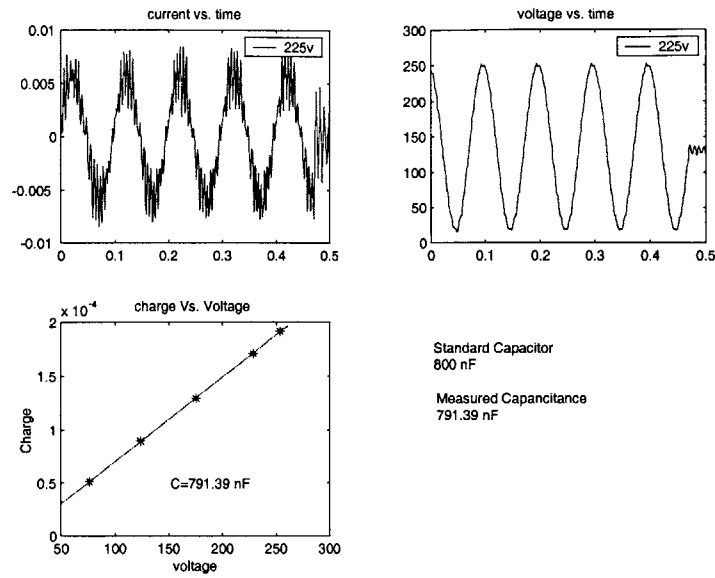 current vs. time
0.01
0.005
0
-0.005
-0.01
225v
0 0.1 0.2 0.3 0.4 0.5
voltage vs. time
300
250
200
150
100
50
0
225v
0 0.1 0.2 0.3 0.4 0.5
x 10⁻⁴
charge Vs. Voltage
2
1.5
1
0.5
0
Charge
C=791.39 nF
50 100 150 200 250 300
voltage
Standard Capacitor
800 nF
Measured Capancitance
791.39 nF